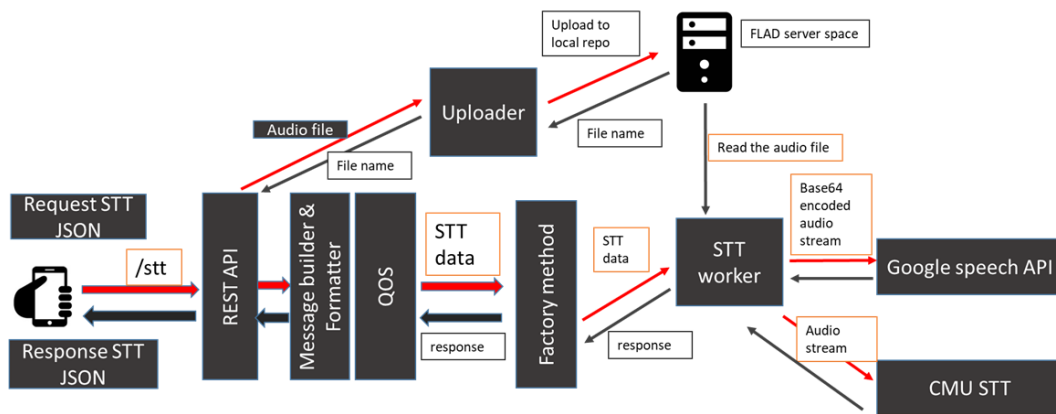 Upload to
local repo
FLAD server space
Uploader
Audio file
File name
File name
Read the audio file
Request STT
JSON
/stt
REST API
Message builder &
Formatter
QOS
STT
data
Factory method
STT
data
STT
worker
Base64
encoded
audio
stream
Google speech API
Response STT
JSON
response
response
Audio
stream
CMU STT